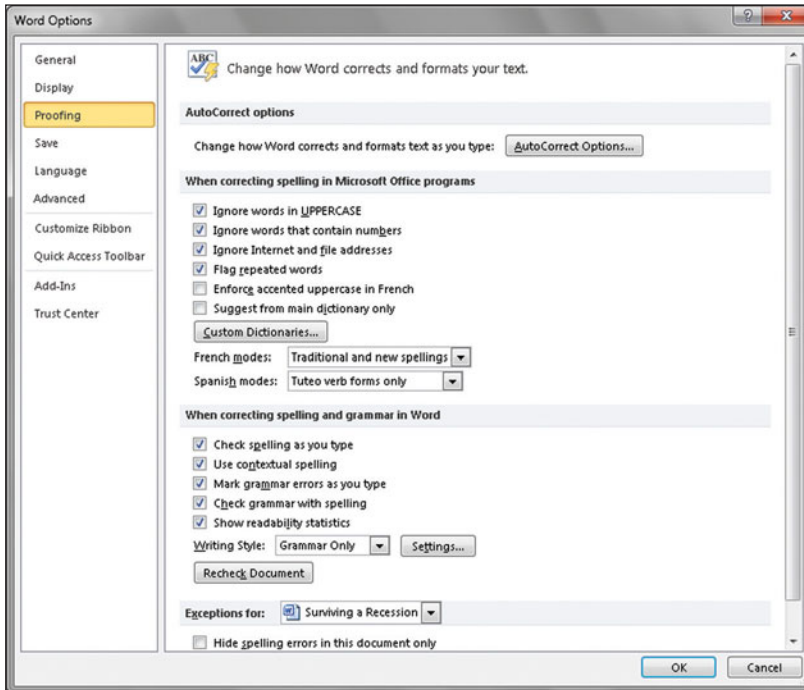 Word Options
General
Display
Proofing
Save
Language
Advanced
Customize Ribbon
Quick Access Toolbar
Add-Ins
Trust Center
ABC
Change how Word corrects and formats your text.
AutoCorrect options
Change how Word corrects and formats text as you type: AutoCorrect Options...
When correcting spelling in Microsoft Office programs
Ignore words in UPPERCASE
Ignore words that contain numbers
Ignore Internet and file addresses
Flag repeated words
Enforce accented uppercase in French
Suggest from main dictionary only
Custom Dictionaries...
French modes: Traditional and new spellings
Spanish modes: Tuteo verb forms only
When correcting spelling and grammar in Word
Check spelling as you type
Use contextual spelling
Mark grammar errors as you type
Check grammar with spelling
Show readability statistics
Writing Style: Grammar Only Settings...
Recheck Document
Exceptions for: Surviving a Recession
Hide spelling errors in this document only
OK Cancel